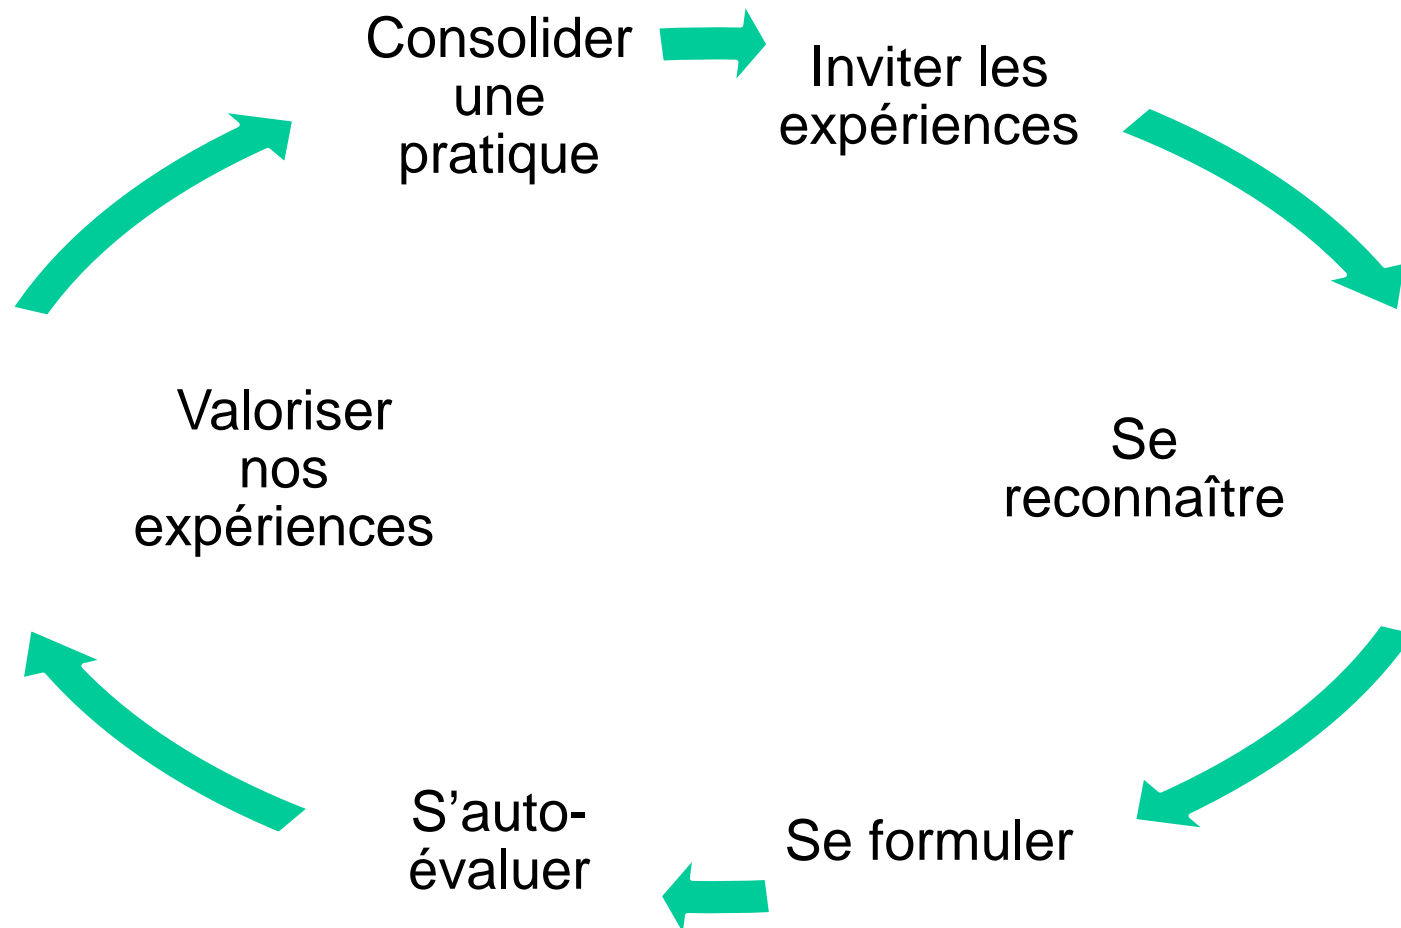 Consolider
une
pratique
Inviter les
expériences
Se
reconnaître
Se formuler
S’auto-
évaluer
Valoriser
nos
expériences